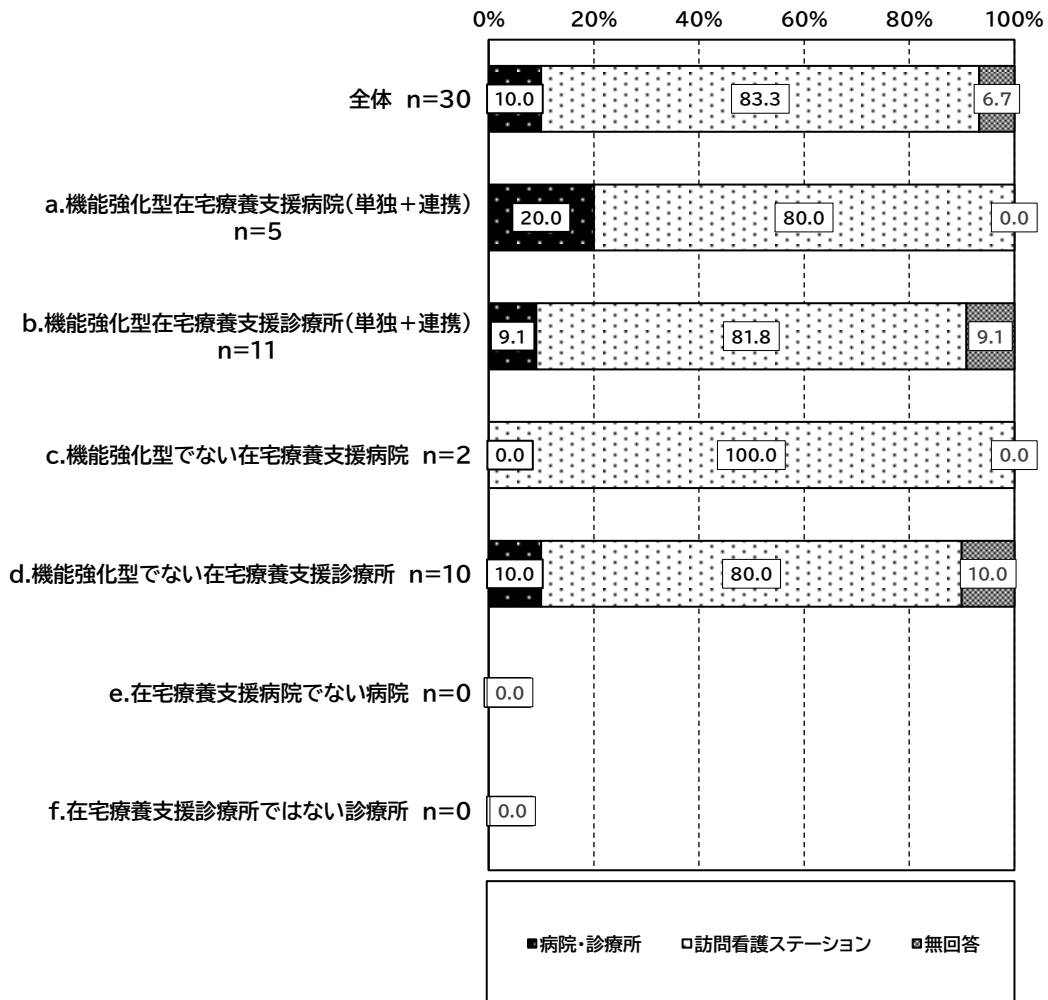 0% 20% 40% 60% 80% 100%
全体 n=30 10.0 83.3 6.7
a.機能強化型在宅療養支援病院(単独+連携)
n=5 20.0 80.0 0.0
b.機能強化型在宅療養支援診療所(単独+連携)
n=11 9.1 81.8 9.1
c.機能強化型でない在宅療養支援病院 n=2 0.0 100.0 0.0
d.機能強化型でない在宅療養支援診療所 n=10 10.0 80.0 10.0
e.在宅療養支援病院でない病院 n=0 0.0
f.在宅療養支援診療所ではない診療所 n=0 0.0
病院・診療所 訪問看護ステーション 無回答